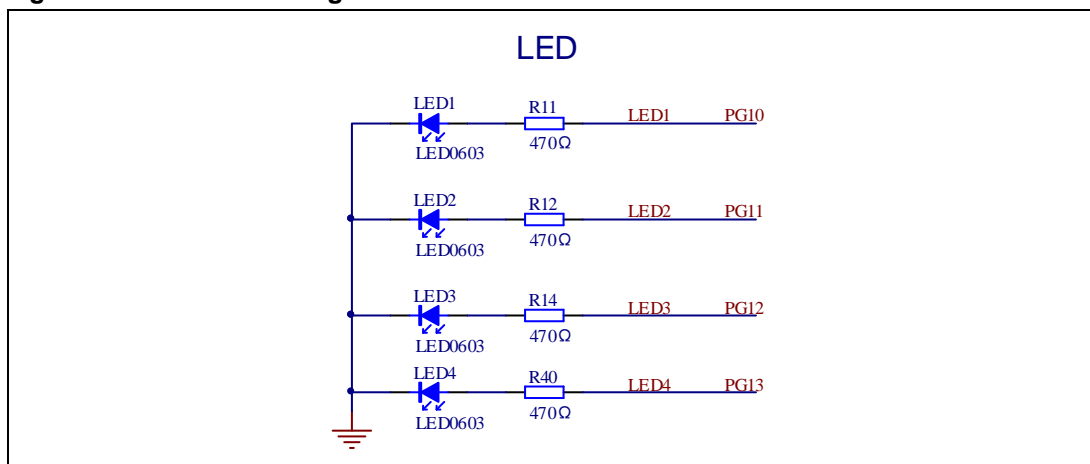 LED
LED1 R11 LED1 PG10
LED0603 470Ω
LED2 R12 LED2 PG11
LED0603 470Ω
LED3 R14 LED3 PG12
LED0603 470Ω
LED4 R40 LED4 PG13
LED0603 470Ω